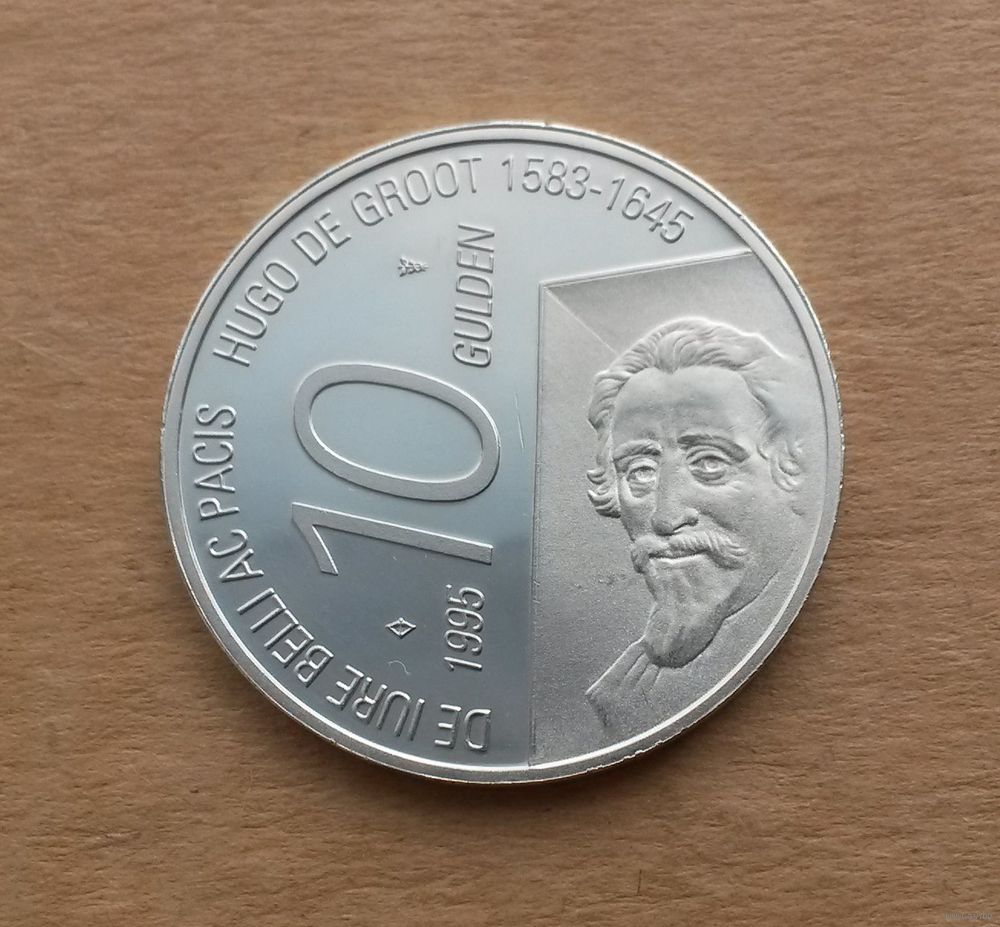 DE IURE BELLI AC PACIS HUGO DE GROOT 1583-1645
10
1995 GULDEN